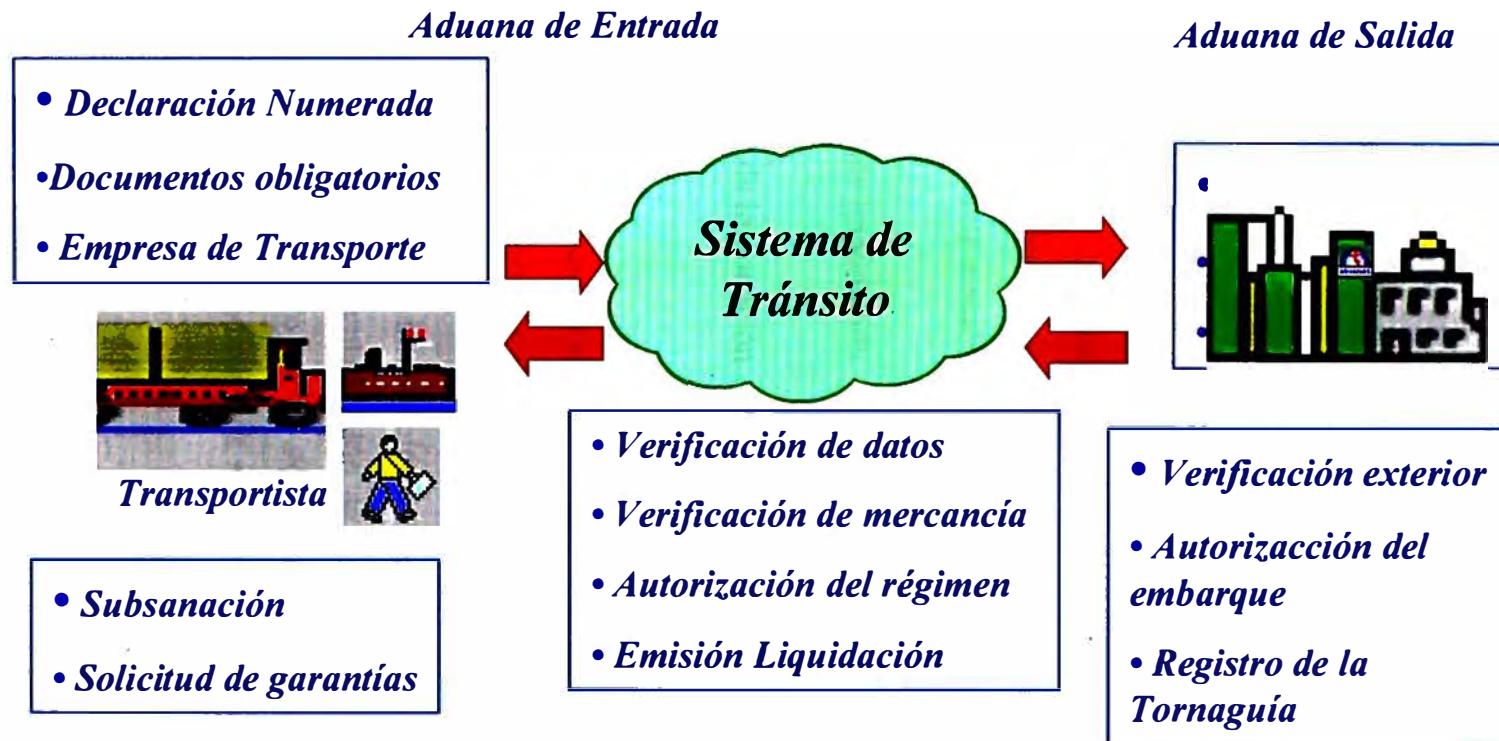 Aduana de Entrada
Aduana de Salida
• Declaración Numerada
•Documentos obligatorios
• Empresa de Transporte
Sistema de
Tránsito
Transportista
• Subsanación
• Solicitud de garantías
• Verificación de datos
• Verificación de mercancía
• Autorización del régimen
• Emisión Liquidación
• Verificación exterior
• Autorizacción del
embarque
• Registro de la
Tornaguía